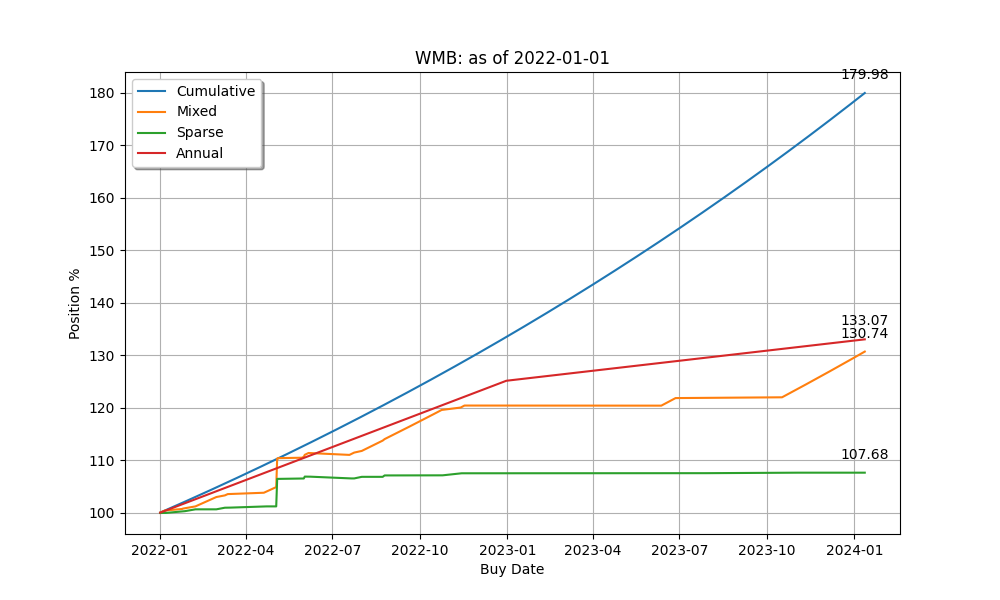 WMB: as of 2022-01-01
Cumulative
Mixed
Sparse
Annual
179.98
133.07
130.74
107.68
180
170
160
150
140
130
120
110
100
Position %
2022-01 2022-04 2022-07 2022-10 2023-01 2023-04 2023-07 2023-10 2024-01
Buy Date